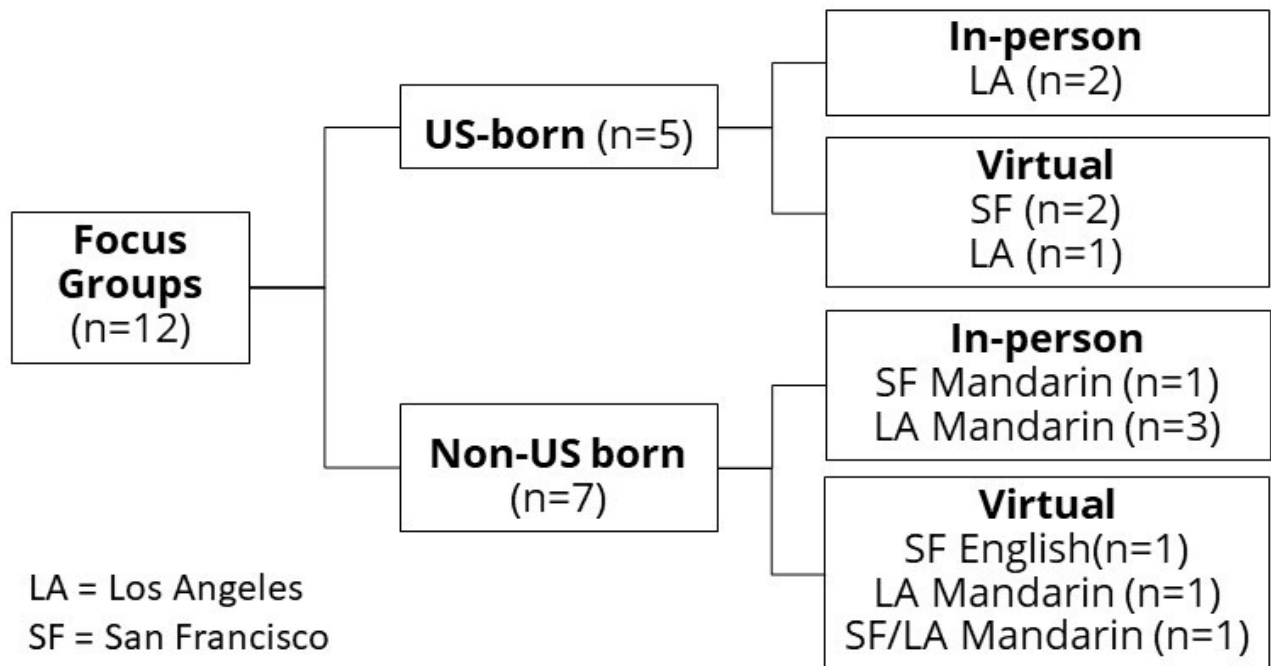 Focus
Groups
(n=12)
US-born (n=5)
Non-US born
(n=7)
In-person
LA (n=2)
Virtual
SF (n=2)
LA (n=1)
In-person
SF Mandarin (n=1)
LA Mandarin (n=3)
Virtual
SF English(n=1)
LA Mandarin (n=1)
SF/LA Mandarin (n=1)
LA = Los Angeles
SF = San Francisco